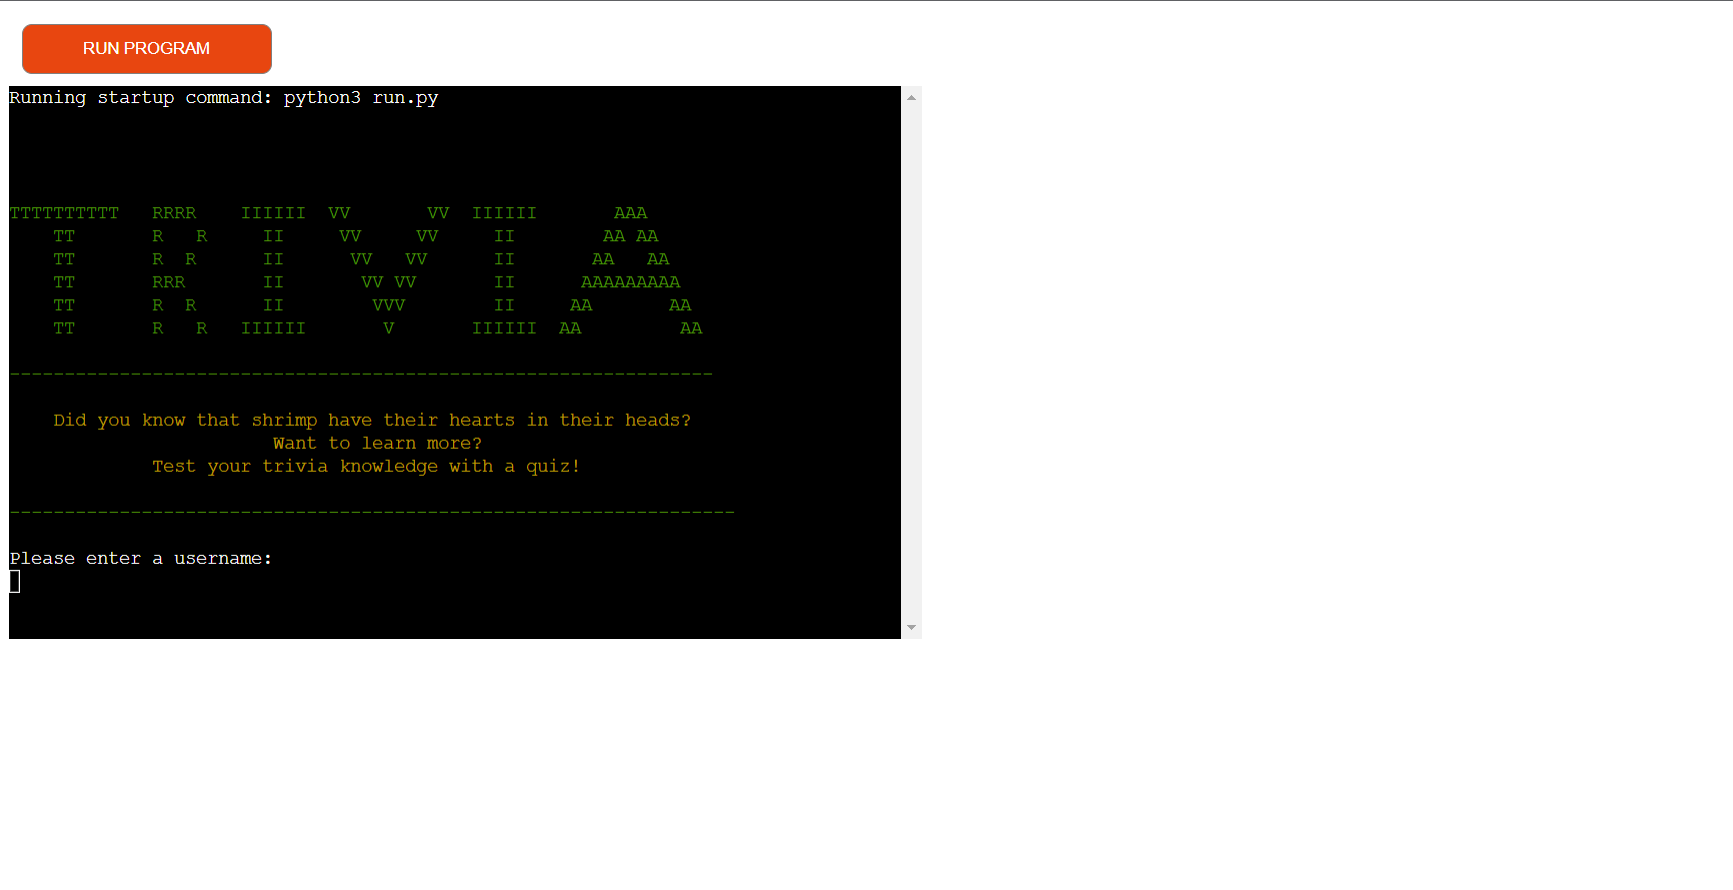 RUN PROGRAM
Running startup command: python3 run.py
TTTTTTTTTT   RRRR    IIIIII  VV       VV  IIIIII       AAA
    TT       R   R     II     VV     VV     II        AA AA
    TT       R  R      II      VV   VV      II       AA   AA
    TT       RRR       II       VV VV       II      AAAAAAAAA
    TT       R  R      II        VVV        II     AA       AA
    TT       R   R   IIIIII       V       IIIIII  AA         AA
----------------------------------------------------------------
Did you know that shrimp have their hearts in their heads?
Want to learn more?
Test your trivia knowledge with a quiz!
------------------------------------------------------------------
Please enter a username: